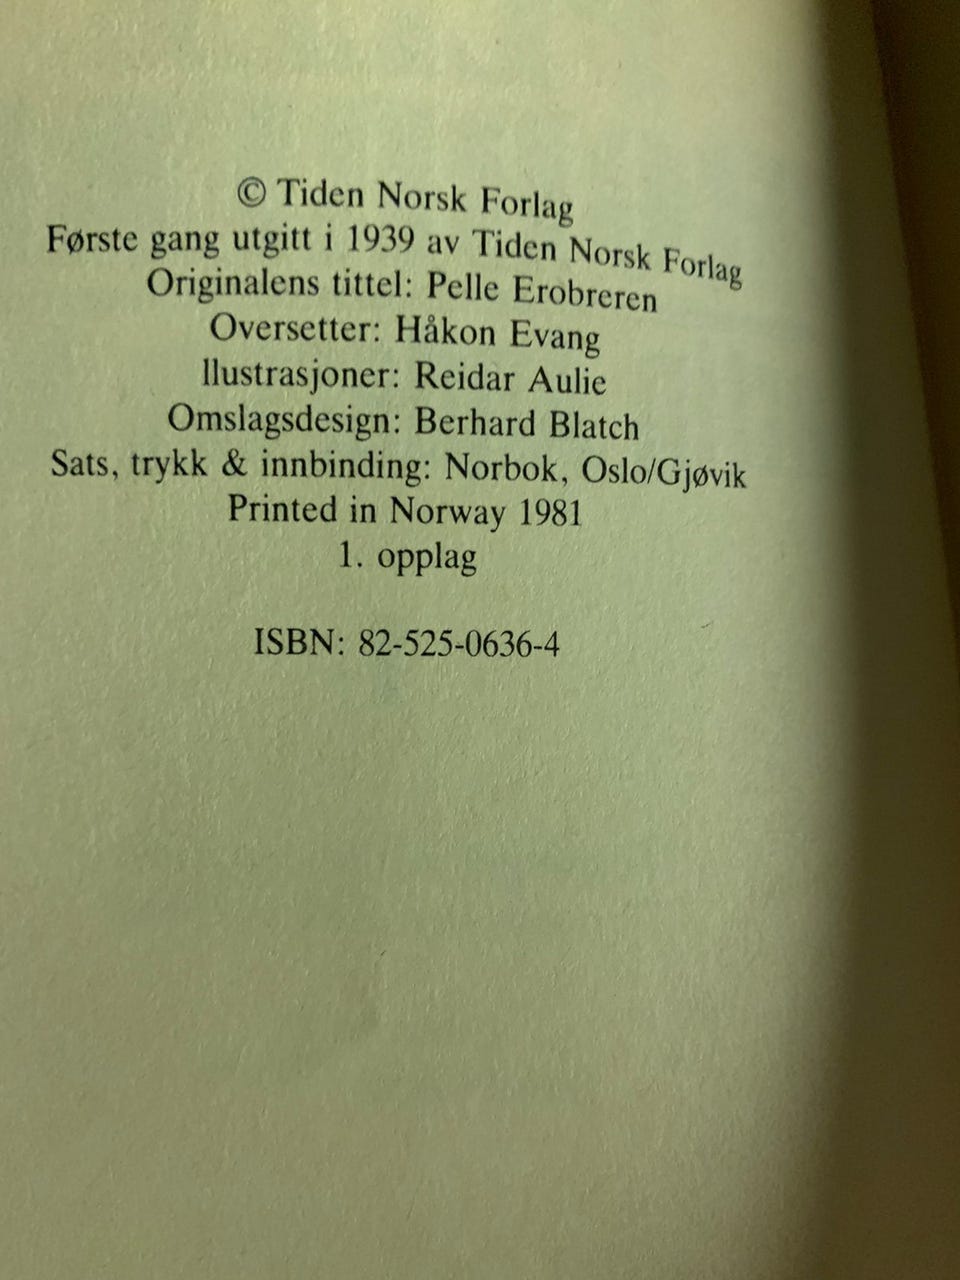 © Tiden Norsk Forlag
Første gang utgitt i 1939 av Tiden Norsk Forlag
Originalens tittel: Pelle Erobreren
Oversetter: Håkon Evang
Ilustrasjoner: Reidar Aulie
Omslagsdesign: Berhard Blatch
Sats, trykk & innbinding: Norbok, Oslo/Gjøvik
Printed in Norway 1981
1. opplag
ISBN: 82-525-0636-4